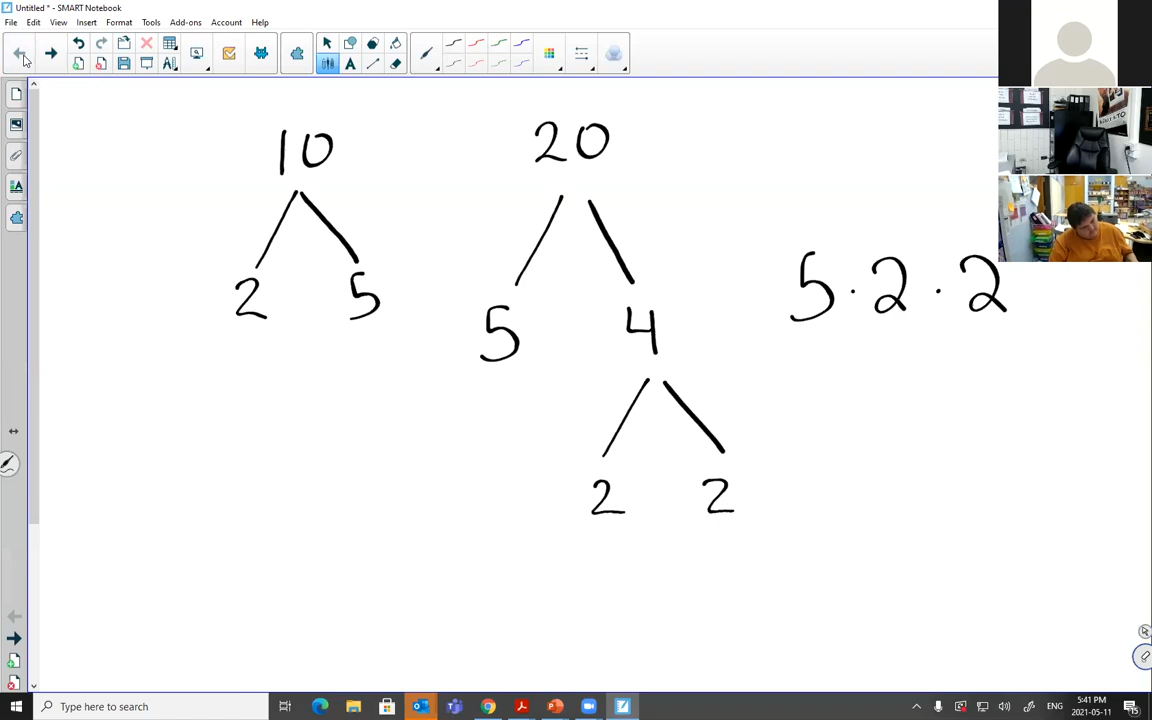 Untitled * - SMART Notebook
File Edit View Insert Format Tools Add-ons Account Help
10
2 5
20
5 4
2 2
5 · 2 · 2
Type here to search
ENG
5:41 PM
2021-05-11
15